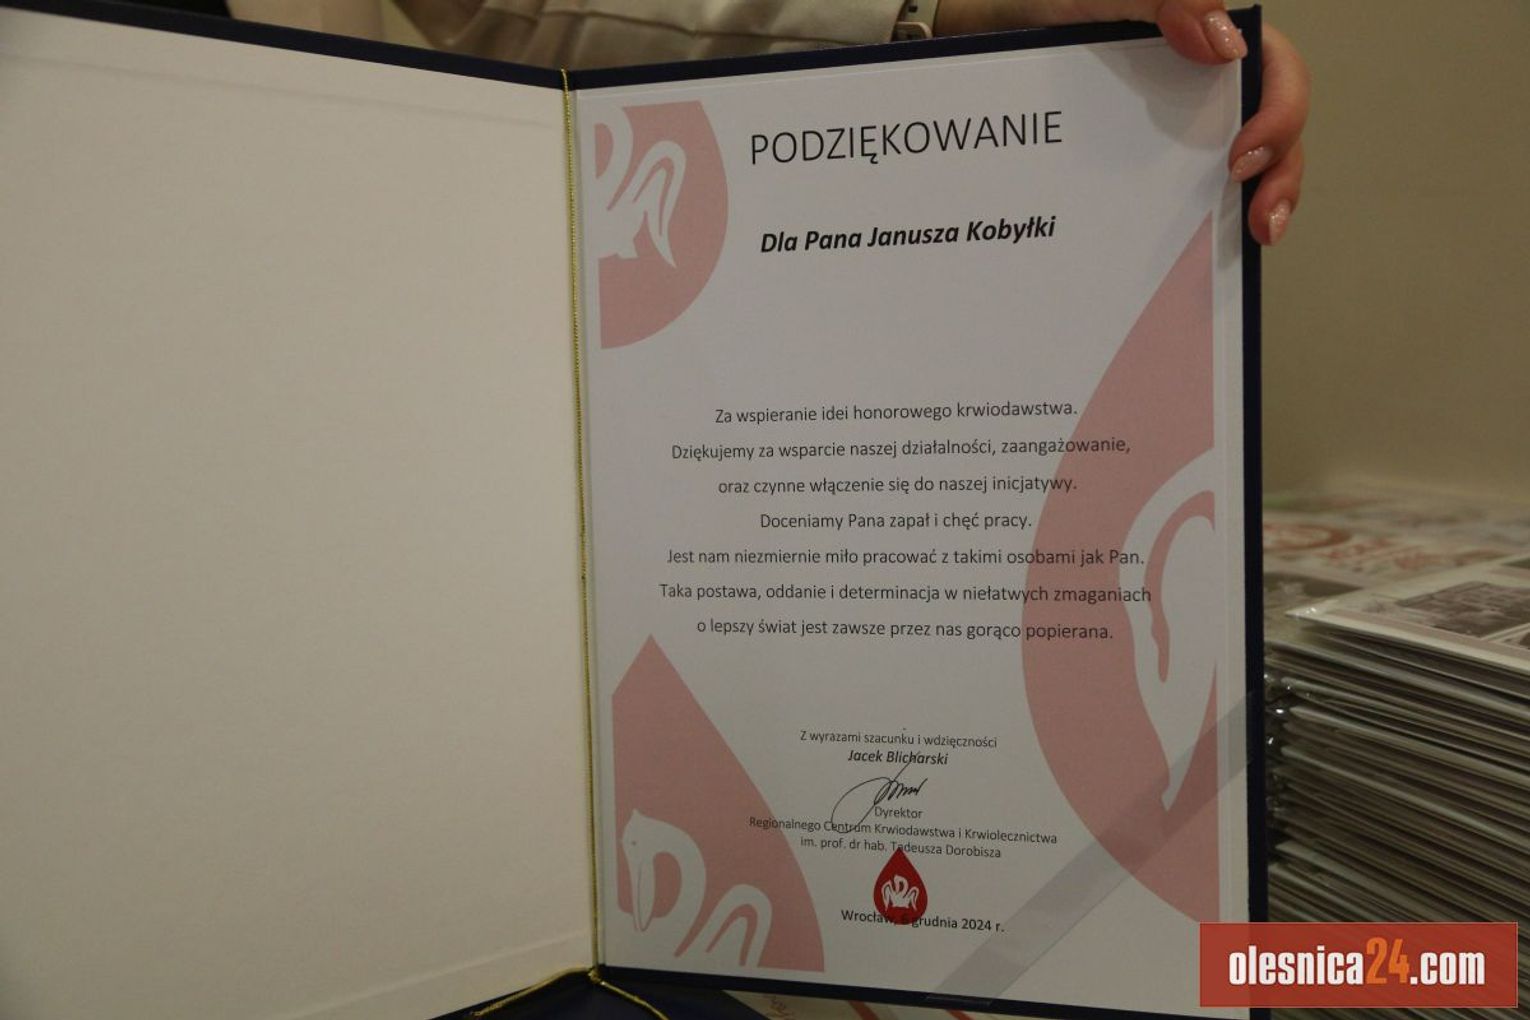 PODZIĘKOWANIE
Dla Pana Janusza Kobyłki
Za wspieranie idei honorowego krwiodawstwa.
Dziękujemy za wsparcie naszej działalności, zaangażowanie,
oraz czynne włączenie się do naszej inicjatywy.
Doceniamy Pana zapał i chęć pracy.
Jest nam niezmiernie miło pracować z takimi osobami jak Pan.
Taka postawa, oddanie i determinacja w niełatwych zmaganiach
o lepszy świat jest zawsze przez nas gorąco popierana.
Z wyrazami szacunku i wdzięczności
Jacek Blicharski
Dyrektor
Regionalnego Centrum Krwiodawstwa i Krwiolecznictwa
im. prof. dr hab. Tadeusza Dorobisza
Wrocław, 6 grudnia 2024 r.
olesnica24.com